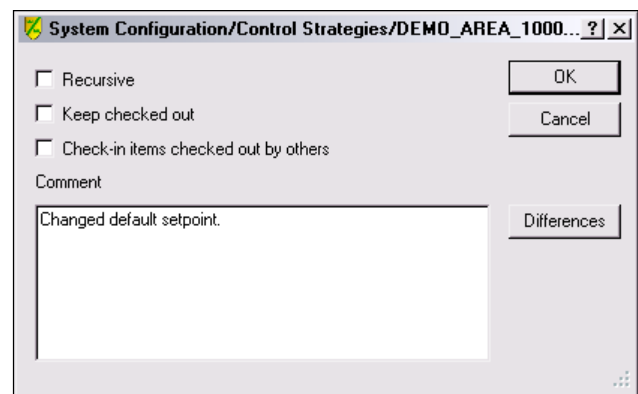 System Configuration/Control Strategies/DEMO_AREA_1000...
Recursive
OK
Keep checked out
Cancel
Check-in items checked out by others
Comment
Changed default setpoint.
Differences